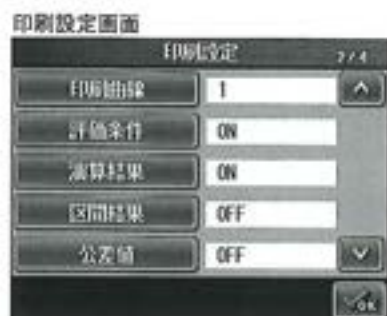 印刷設定画面
印刷設定 2/4
印刷曲線 1
評価条件 ON
演算結果 ON
区間結果 OFF
公差値 OFF
OK